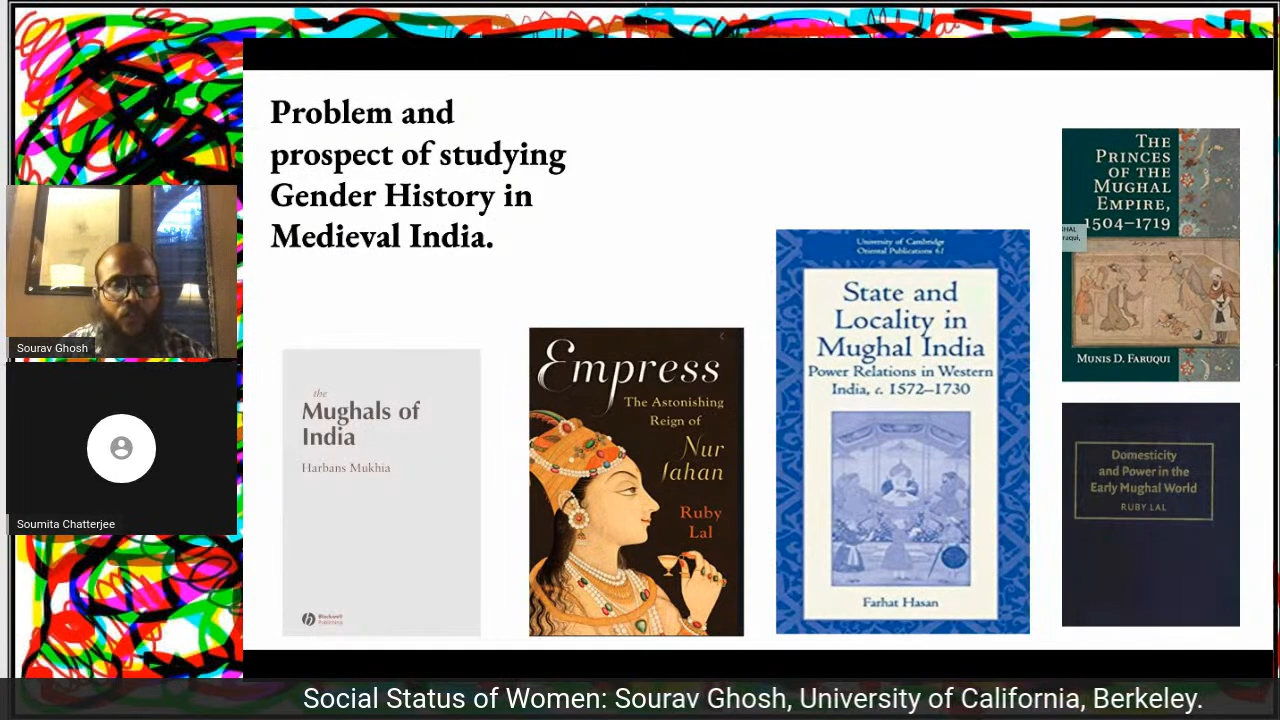 Problem and
prospect of studying
Gender History in
Medieval India.
the
Mughals of
India
Harbans Mukhia
Blackwell
Publishing
Empress
The Astonishing
Reign of
Nur
Jahan
Ruby
Lal
University of Cambridge
Oriental Publications 61
State and
Locality in
Mughal India
Power Relations in Western
India, c. 1572–1730
Farhat Hasan
THE
PRINCES
OF THE
MUGHAL
EMPIRE,
1504–1719
MUNIS D. FARUQUI
Domesticity
and Power in the
Early Mughal World
RUBY LAL
Sourav Ghosh
Soumita Chatterjee
Social Status of Women: Sourav Ghosh, University of California, Berkeley.